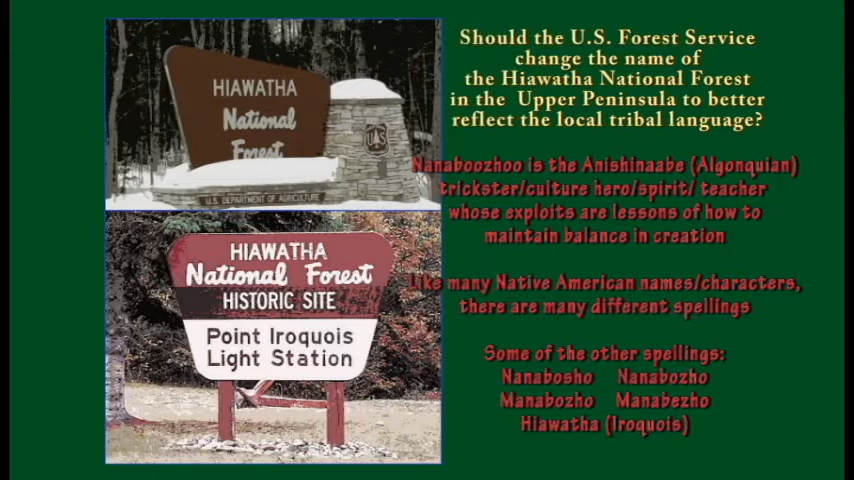 HIAWATHA
National
Forest
U.S. DEPARTMENT OF AGRICULTURE
U S
HIAWATHA
National Forest
HISTORIC SITE
Point Iroquois
Light Station
Should the U.S. Forest Service
change the name of
the Hiawatha National Forest
in the Upper Peninsula to better
reflect the local tribal language?
Nanaboozhoo is the Anishinaabe (Algonquian)
trickster/culture hero/spirit/ teacher
whose exploits are lessons of how to
maintain balance in creation
Like many Native American names/characters,
there are many different spellings
Some of the other spellings:
Nanabosho Nanabozho
Manabozho Manabezho
Hiawatha (Iroquois)